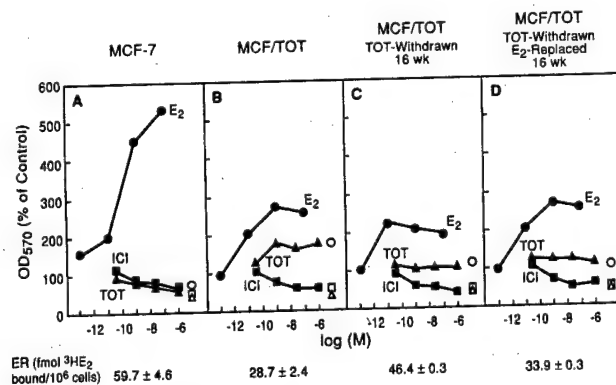 MCF-7
MCF/TOT
MCF/TOT
TOT-Withdrawn
16 wk
MCF/TOT
TOT-Withdrawn
E2-Replaced
16 wk
OD570 (% of Control)
600
500
400
300
200
100
0
A
E2
ICI
TOT
B
E2
TOT
ICI
C
E2
TOT
ICI
D
E2
TOT
ICI
-12 -10 -8 -6
-12 -10 -8 -6
-12 -10 -8 -6
-12 -10 -8 -6
log (M)
ER (fmol 3HE2
bound/10^6 cells)
59.7 ± 4.6
28.7 ± 2.4
46.4 ± 0.3
33.9 ± 0.3